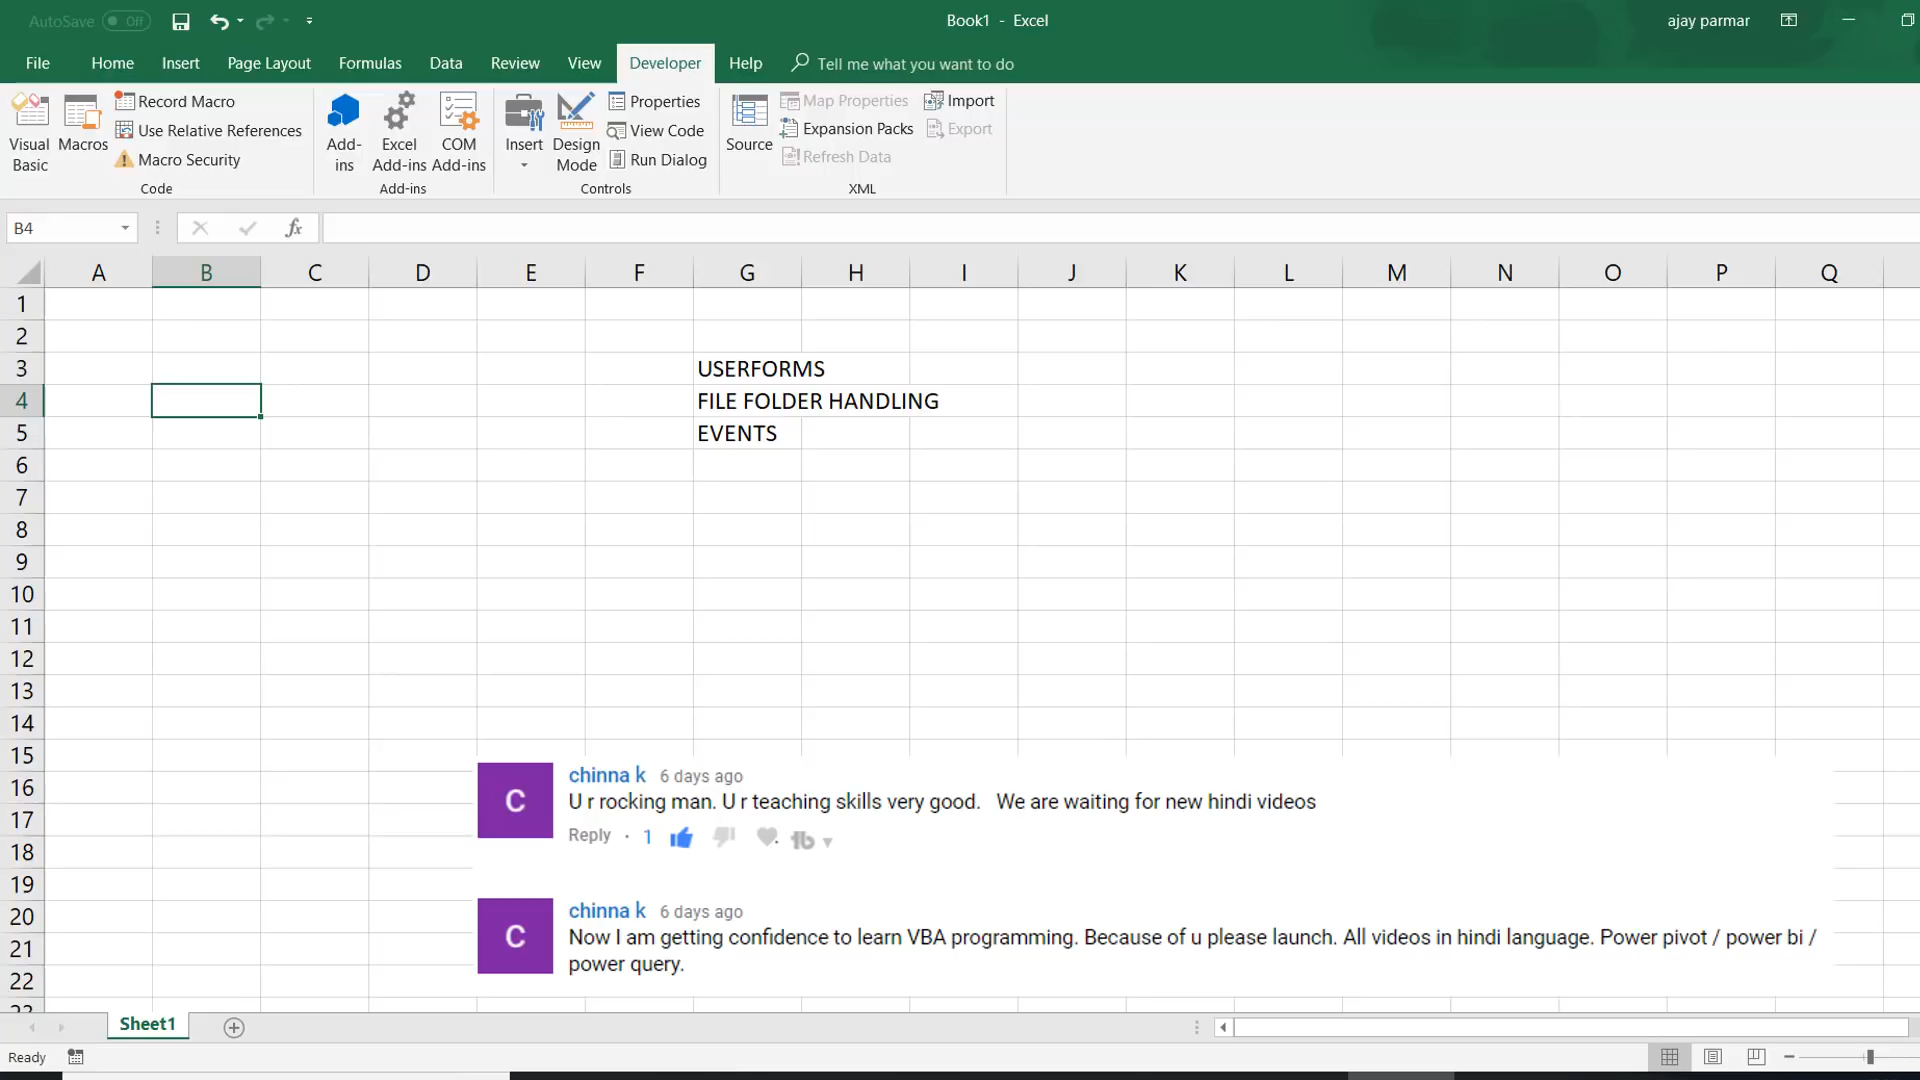 AutoSave Off
Book1 - Excel
ajay parmar
File Home Insert Page Layout Formulas Data Review View Developer Help Tell me what you want to do
Visual Basic
Macros
Record Macro
Use Relative References
Macro Security
Code
Add-ins
Excel Add-ins
COM Add-ins
Add-ins
Insert
Design Mode
Properties
View Code
Run Dialog
Controls
Source
Map Properties
Expansion Packs
Refresh Data
Import
Export
XML
B4
fx
A B C D E F G H I J K L M N O P Q
1
2
3 USERFORMS
4 FILE FOLDER HANDLING
5 EVENTS
6
7
8
9
10
11
12
13
14
15
16
17
18
19
20
21
22
C
chinna k 6 days ago
U r rocking man. U r teaching skills very good. We are waiting for new hindi videos
Reply · 1
C
chinna k 6 days ago
Now I am getting confidence to learn VBA programming. Because of u please launch. All videos in hindi language. Power pivot / power bi /
power query.
Sheet1
Ready